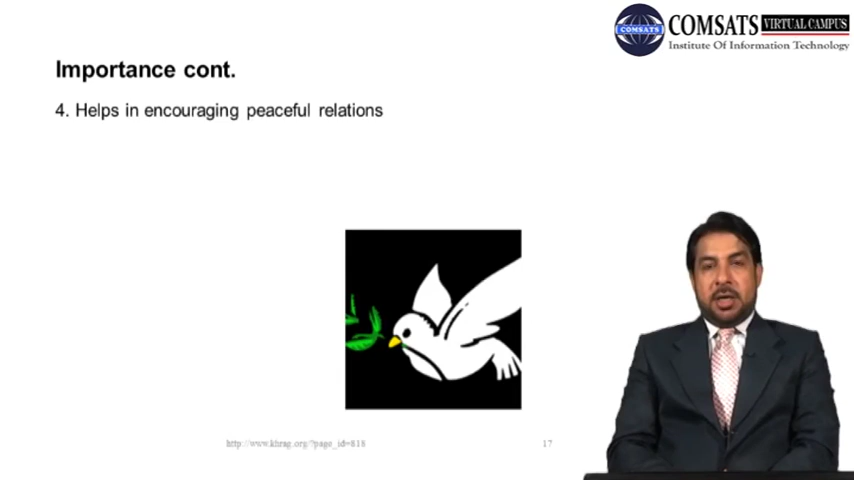 COMSATS VIRTUAL CAMPUS
COMSATS
Institute Of Information Technology
Importance cont.
4. Helps in encouraging peaceful relations
http://www.khrag.org/?page_id=818
17